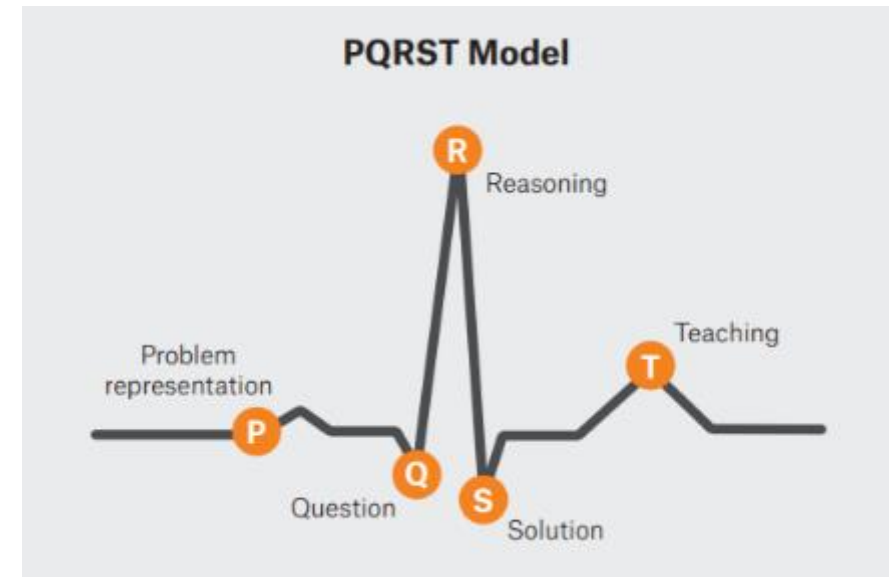 PQRST Model
R
Reasoning
Teaching
T
Problem
representation
P
Q
Question
S
Solution